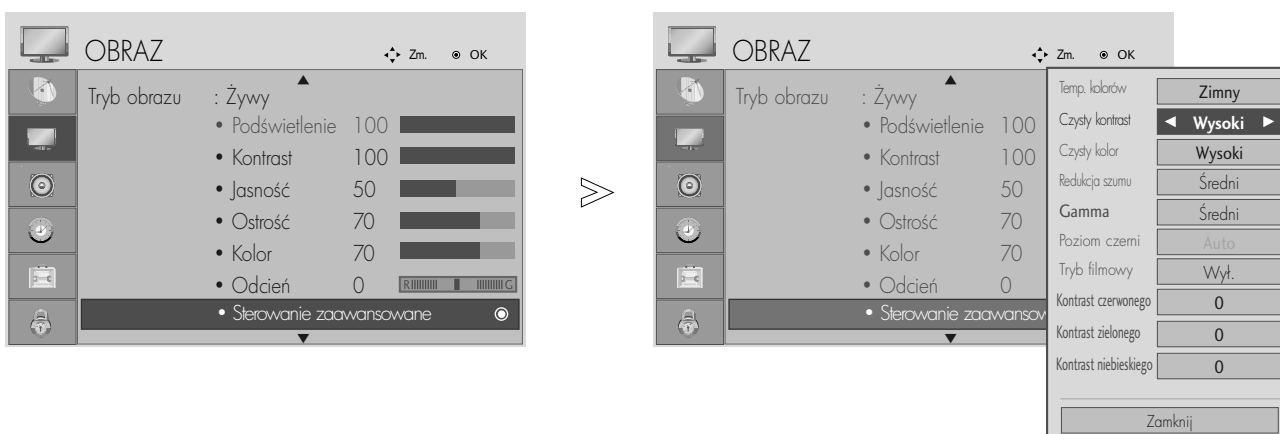 OBRAZ
Zm. OK
Tryb obrazu : Żywy
• Podświetlenie 100
• Kontrast 100
• Jasność 50
• Ostrość 70
• Kolor 70
• Odcień 0 R G
• Sterowanie zaawansowane
OBRAZ
Zm. OK
Tryb obrazu : Żywy
• Podświetlenie 100
• Kontrast 100
• Jasność 50
• Ostrość 70
• Kolor 70
• Odcień 0
• Sterowanie zaawansow
Temp. kolorów Zimny
Czysty kontrast ◄ Wysoki ►
Czysty kolor Wysoki
Redukcja szumu Średni
Gamma Średni
Poziom czerni Auto
Tryb filmowy Wył.
Kontrast czerwonego 0
Kontrast zielonego 0
Kontrast niebieskiego 0
Zamknij